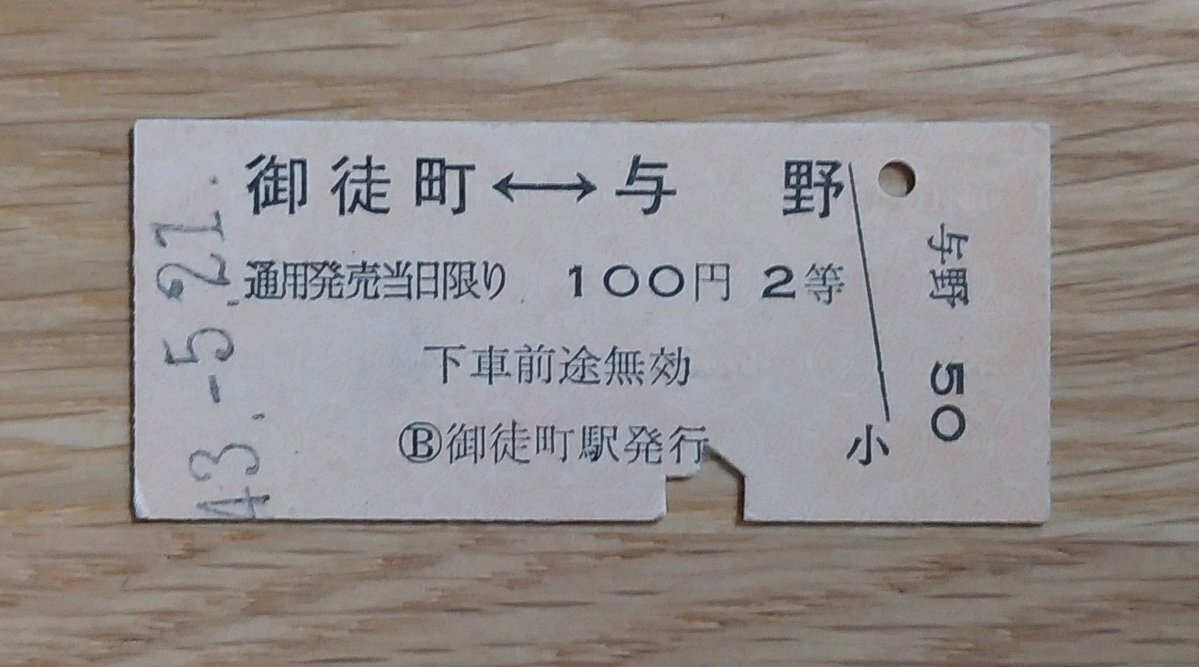 43.-5.21.
御徒町↔与野
通用発売当日限り 100円 2等
下車前途無効
Ⓑ御徒町駅発行
小
与野 50